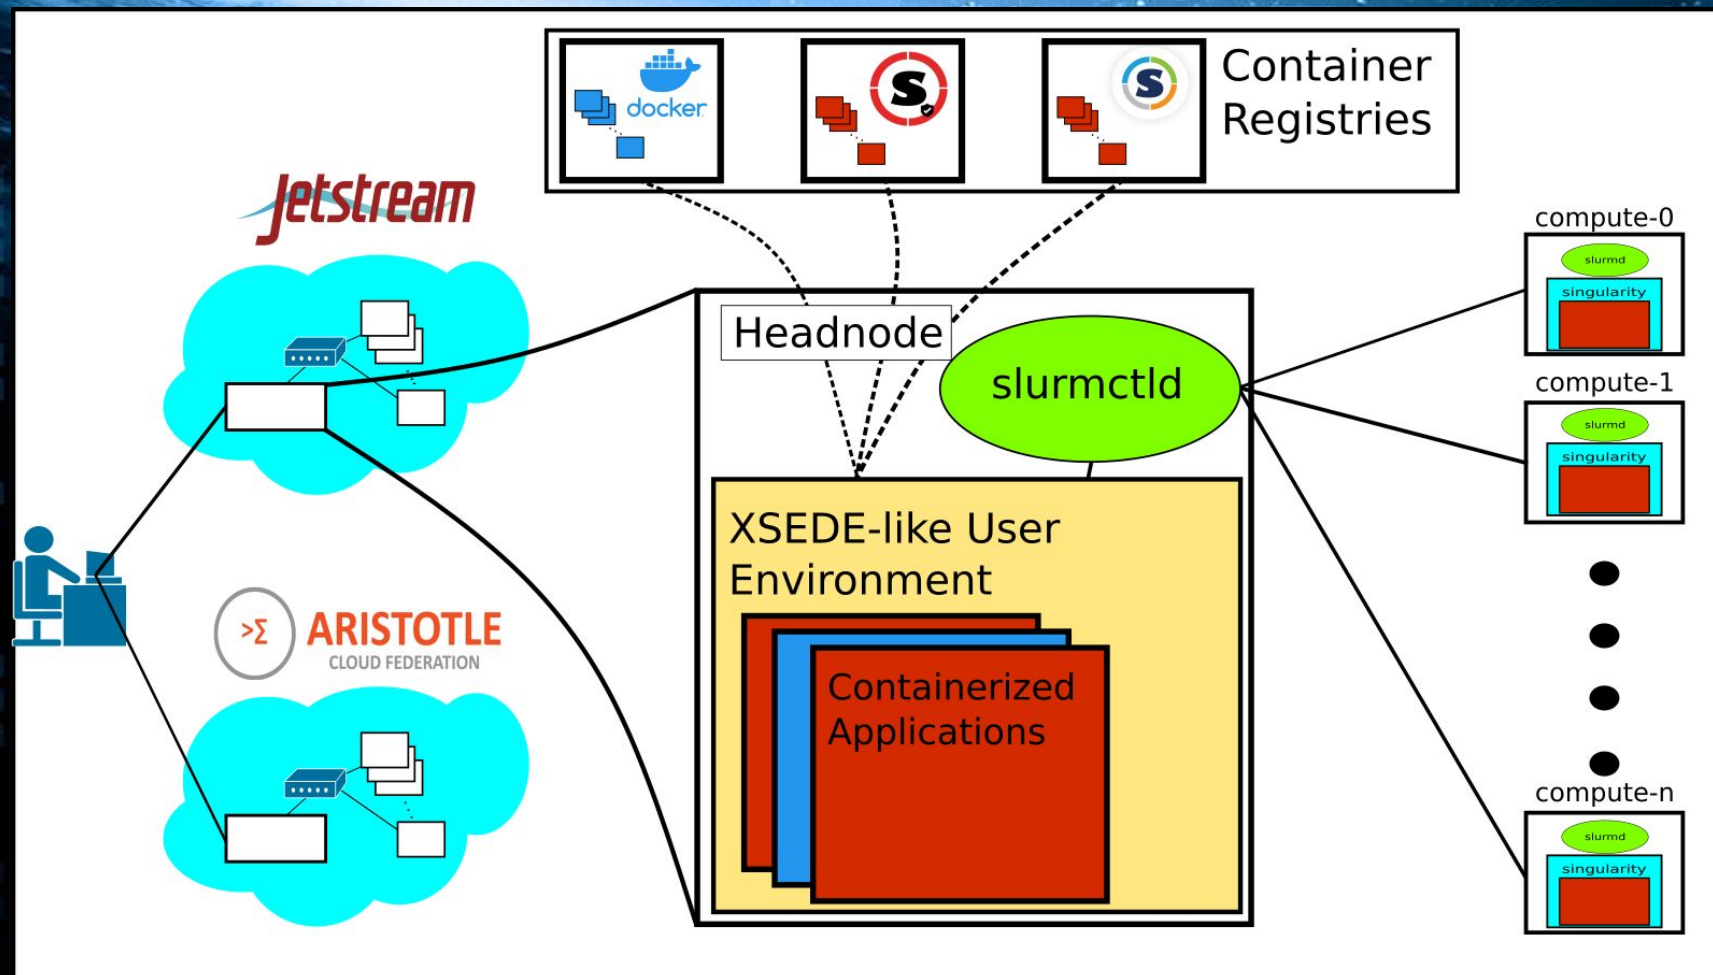 docker
S
S
Container
Registries
Jetstream
compute-0
slurmd
singularity
Headnode
slurmctld
compute-1
slurmd
singularity
XSEDE-like User
Environment
>Σ
ARISTOTLE
CLOUD FEDERATION
Containerized
Applications
compute-n
slurmd
singularity